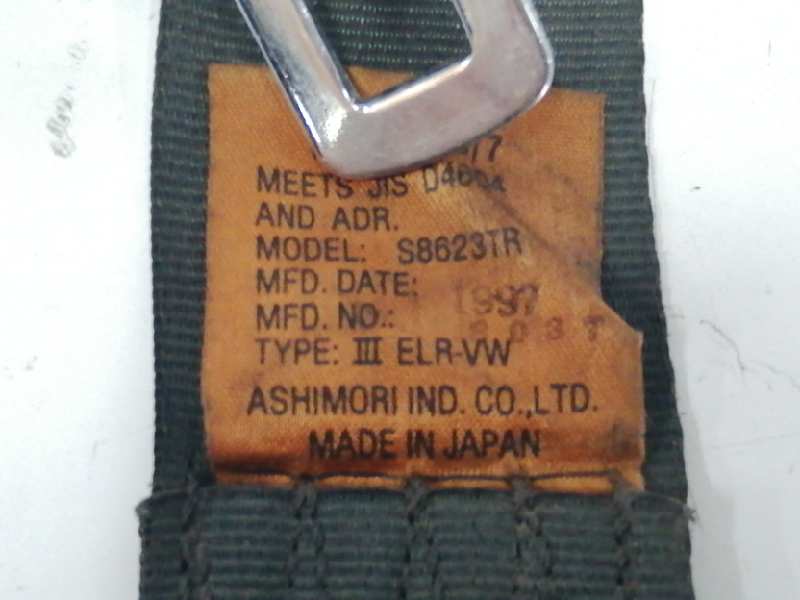 MEETS JIS D4604
AND ADR.
MODEL: S8623TR
MFD. DATE: 1997
MFD. NO.:
TYPE: III ELR-VW
ASHIMORI IND. CO., LTD.
MADE IN JAPAN